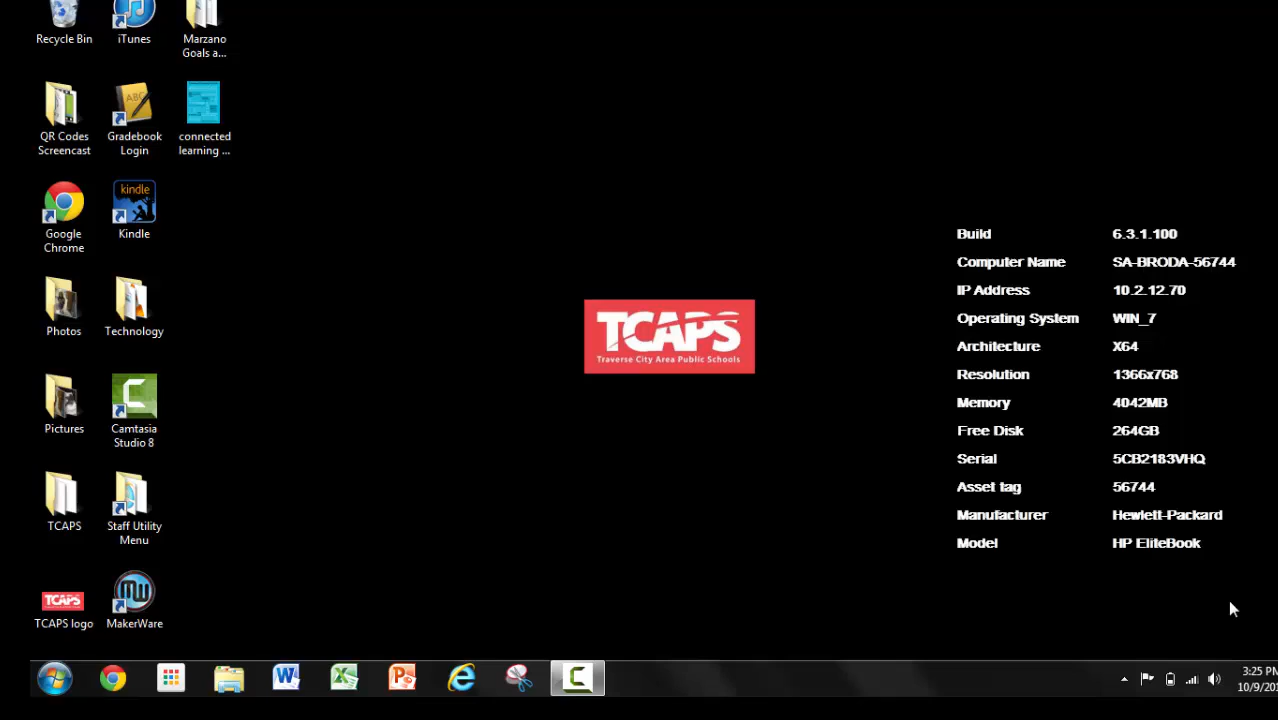 Recycle Bin
iTunes
Marzano
Goals a...
QR Codes
Screencast
ABC
Gradebook
Login
connected
learning ...
Google
Chrome
kindle
Kindle
Photos
Technology
Pictures
Camtasia
Studio 8
TCAPS
Staff Utility
Menu
TCAPS
TCAPS logo
MakerWare
TCAPS
Traverse City Area Public Schools
Build 6.3.1.100
Computer Name SA-BRODA-56744
IP Address 10.2.12.70
Operating System WIN_7
Architecture X64
Resolution 1366x768
Memory 4042MB
Free Disk 264GB
Serial 5CB2183VHQ
Asset tag 56744
Manufacturer Hewlett-Packard
Model HP EliteBook
3:25 PM
10/9/201